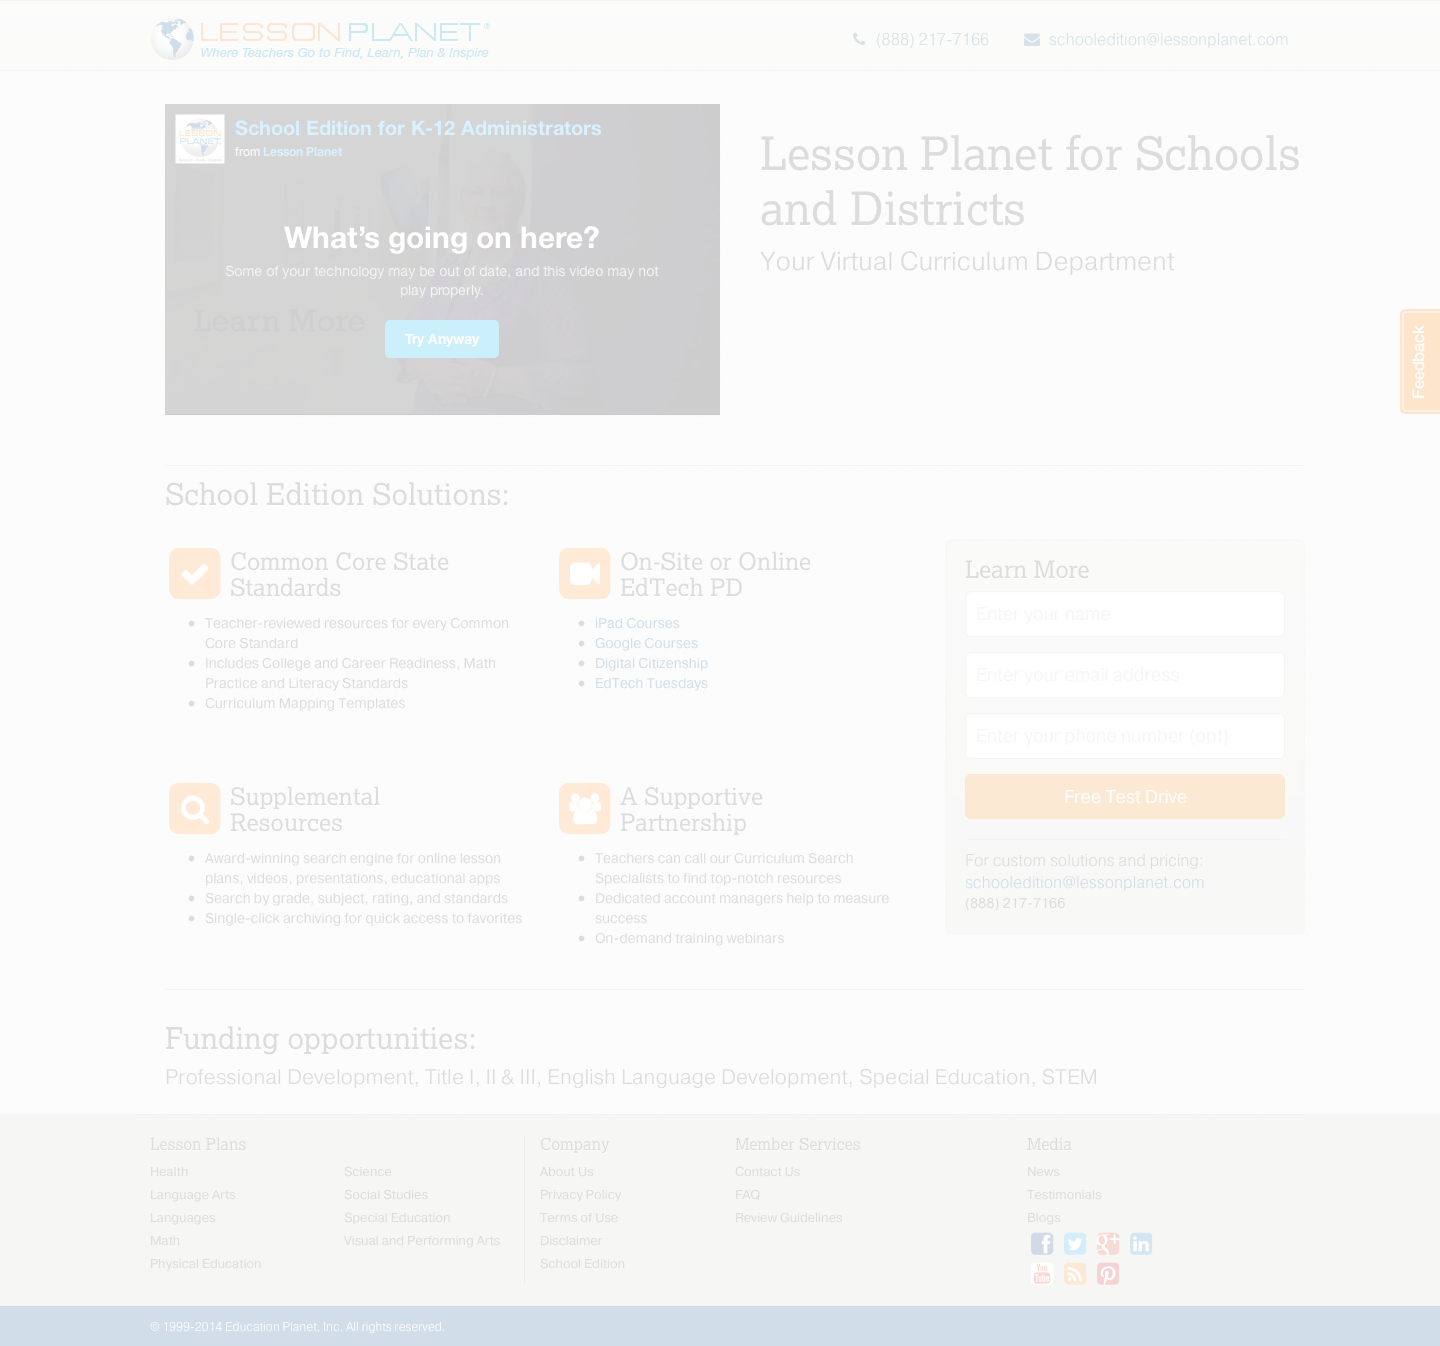 LESSON PLANET®
Where Teachers Go to Find, Learn, Plan & Inspire
(888) 217-7166
schooledition@lessonplanet.com
LESSON
PLANET
School Edition for K-12 Administrators
from Lesson Planet
What's going on here?
Some of your technology may be out of date, and this video may not
play properly.
Learn More
Try Anyway
Lesson Planet for Schools
and Districts
Your Virtual Curriculum Department
Feedback
School Edition Solutions:
Common Core State
Standards
Teacher-reviewed resources for every Common
Core Standard
Includes College and Career Readiness, Math
Practice and Literacy Standards
Curriculum Mapping Templates
On-Site or Online
EdTech PD
iPad Courses
Google Courses
Digital Citizenship
EdTech Tuesdays
Supplemental
Resources
Award-winning search engine for online lesson
plans, videos, presentations, educational apps
Search by grade. subject, rating, and standards
Single-click archiving for quick access to favorites
A Supportive
Partnership
Teachers can call our Curriculum Search
Specialists to find top-notch resources
Dedicated account managers help to measure
success
On-demand training webinars
Learn More
Enter your name
Enter your email address
Enter your phone number (opt)
Free Test Drive
For custom solutions and pricing:
schooledition@lessonplanet.com
(888) 217-7166
Funding opportunities:
Professional Development, Title I, II & III, English Language Development, Special Education, STEM
Lesson Plans
Health
Language Arts
Languages
Math
Physical Education
Science
Social Studies
Special Education
Visual and Performing Arts
Company
About Us
Privacy Policy
Terms of Use
Disclaimer
School Edition
Member Services
Contact Us
FAQ
Review Guidelines
Media
News
Testimonials
Blogs
You
Tube
© 1999-2014 Education Planet, Inc. All rights reserved.